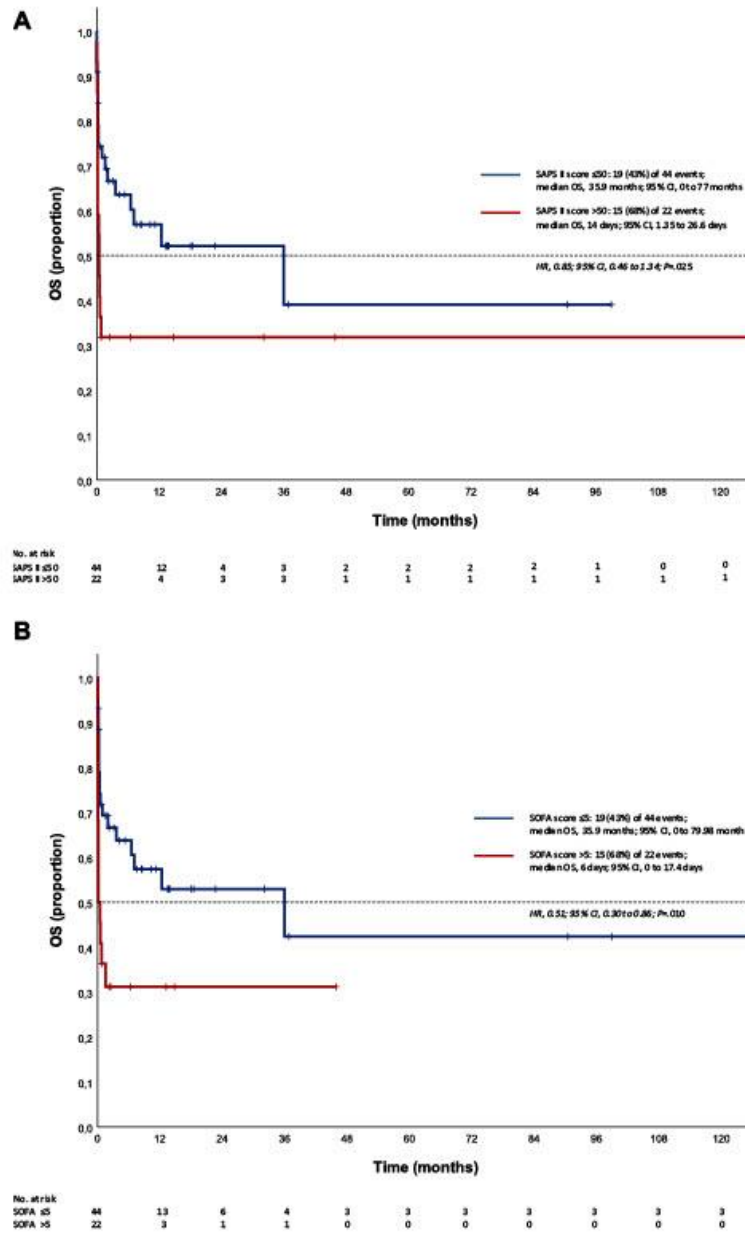 A
1,0
0,9
0,8
0,7
0,6
0,5
0,4
0,3
0,2
0,1
0,0
OS (proportion)
SAPS II score ≤50: 19 (43%) of 44 events;
median OS, 35.9 months; 95% CI, 0 to 77 months
SAPS II score >50: 15 (68%) of 22 events;
median OS, 14 days; 95% CI, 1.35 to 26.6 days
HR, 0.85; 95% CI, 0.46 to 1.34; P=.025
0 12 24 36 48 60 72 84 96 108 120
Time (months)
No. at risk
SAPS II ≤50 44 12 4 3 2 2 2 2 1 0 0
SAPS II >50 22 4 3 3 1 1 1 1 1 1 1
B
1,0
0,9
0,8
0,7
0,6
0,5
0,4
0,3
0,2
0,1
0,0
OS (proportion)
SOFA score ≤5: 19 (43%) of 44 events;
median OS, 35.9 months; 95% CI, 0 to 79.98 month
SOFA score >5: 15 (68%) of 22 events;
median OS, 6 days; 95% CI, 0 to 17.4 days
HR, 0.51; 95% CI, 0.30 to 0.86; P=.010
0 12 24 36 48 60 72 84 96 108 120
Time (months)
No. at risk
SOFA ≤5 44 13 6 4 3 3 3 3 3 3 3
SOFA >5 22 3 1 1 0 0 0 0 0 0 0